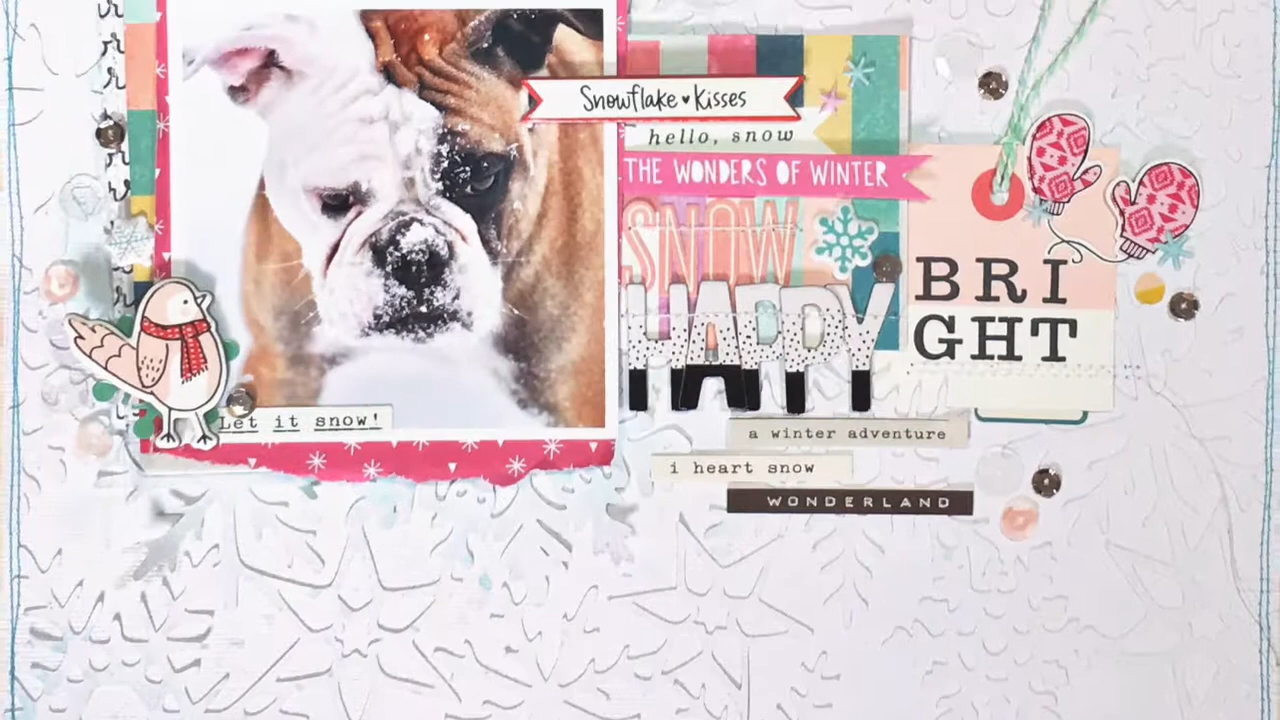 Snowflake ♥ Kisses
hello, snow
THE WONDERS OF WINTER
SNOW
HAPPY
BRI
GHT
Let it snow!
a winter adventure
i heart snow
WONDERLAND